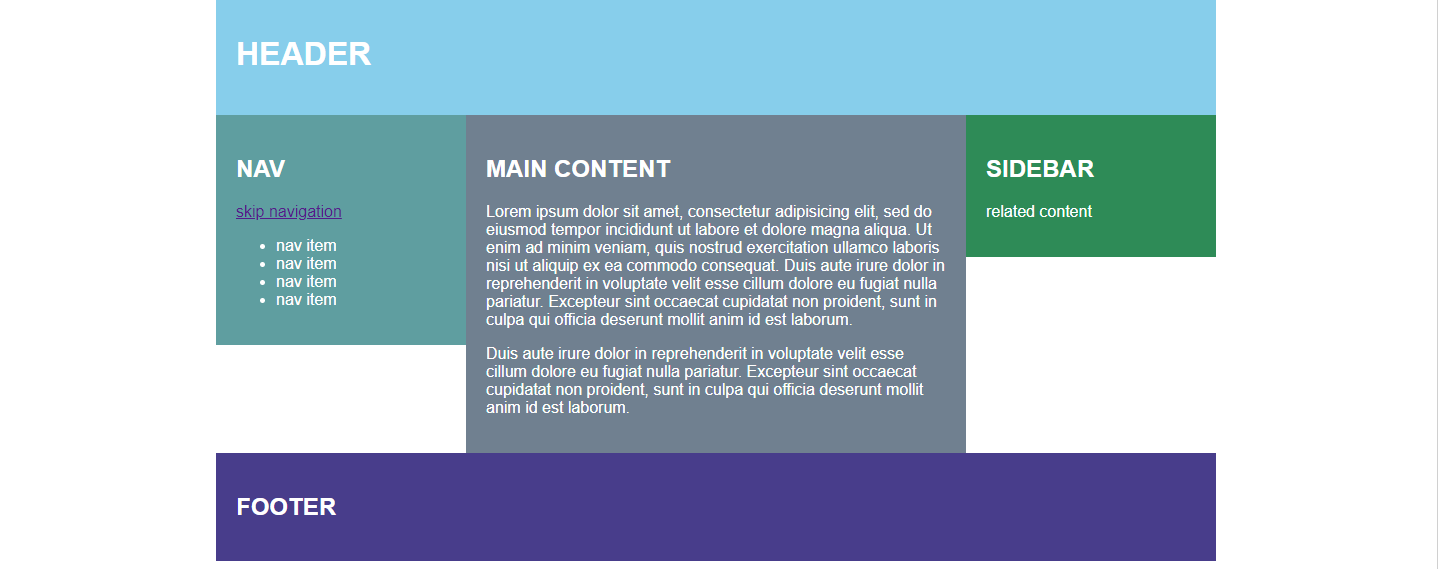 HEADER
NAV
skip navigation
nav item
nav item
nav item
nav item
MAIN CONTENT
Lorem ipsum dolor sit amet, consectetur adipisicing elit, sed do
eiusmod tempor incididunt ut labore et dolore magna aliqua. Ut
enim ad minim veniam, quis nostrud exercitation ullamco laboris
nisi ut aliquip ex ea commodo consequat. Duis aute irure dolor in
reprehenderit in voluptate velit esse cillum dolore eu fugiat nulla
pariatur. Excepteur sint occaecat cupidatat non proident, sunt in
culpa qui officia deserunt mollit anim id est laborum.
Duis aute irure dolor in reprehenderit in voluptate velit esse
cillum dolore eu fugiat nulla pariatur. Excepteur sint occaecat
cupidatat non proident, sunt in culpa qui officia deserunt mollit
anim id est laborum.
SIDEBAR
related content
FOOTER